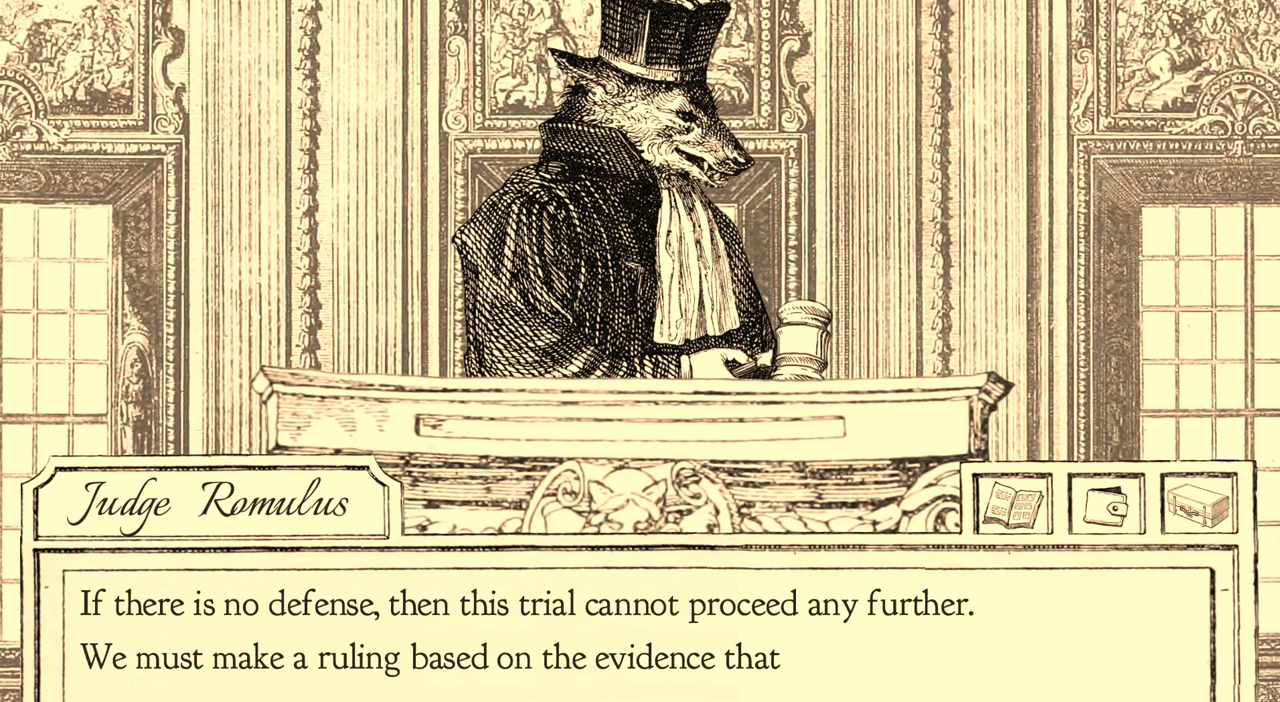 Judge Romulus
If there is no defense, then this trial cannot proceed any further.
We must make a ruling based on the evidence that